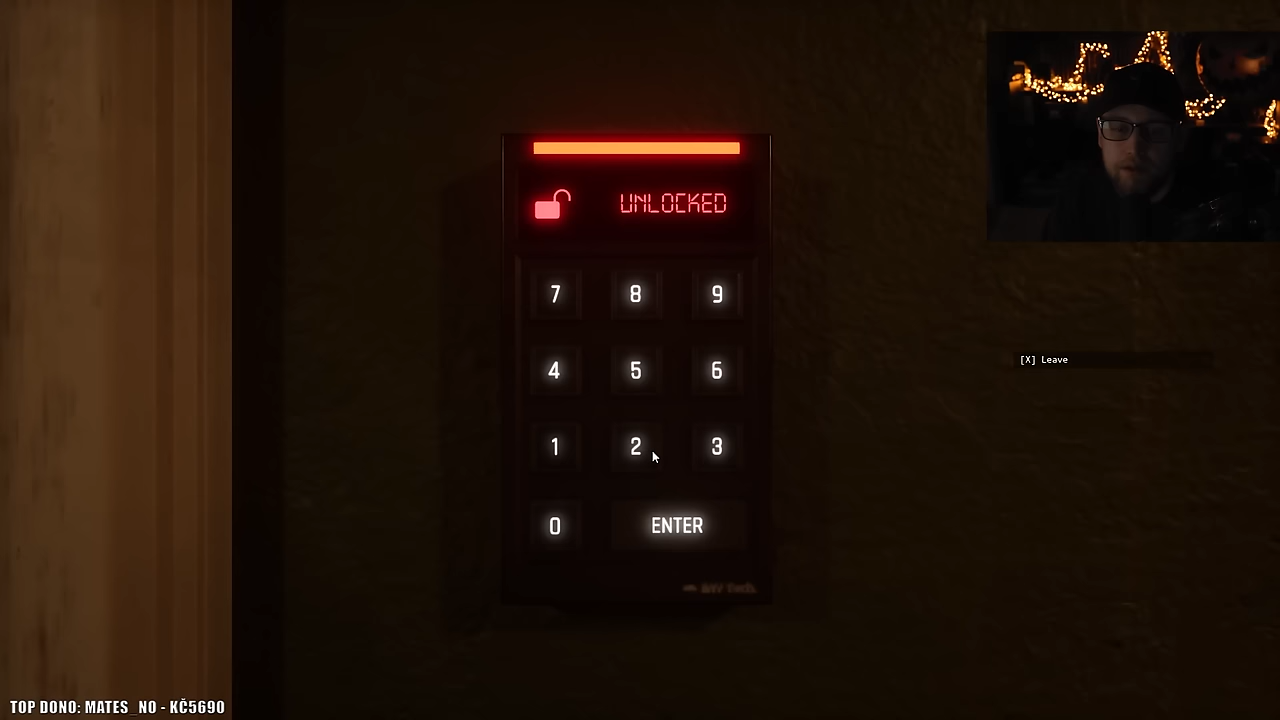 UNLOCKED
7 8 9
4 5 6
[X] Leave
1 2 3
0 ENTER
TOP DONO: MATES_NO - KČ5690